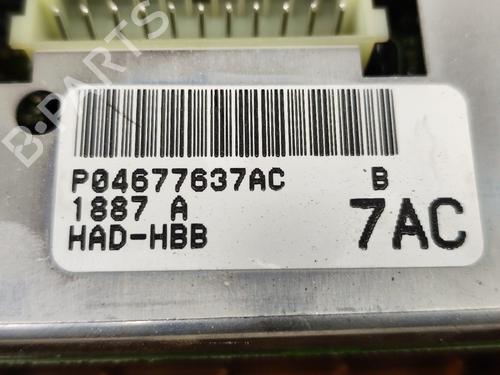 P04677637AC B
1887 A
HAD-HBB 7AC
B-PARTS